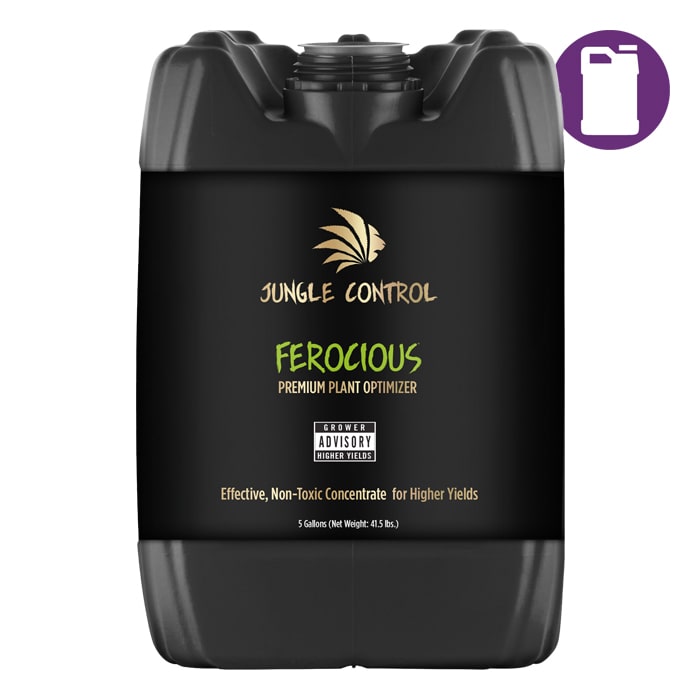 JUNGLE CONTROL
FEROCIOUS
PREMIUM PLANT OPTIMIZER
GROWER
ADVISORY
HIGHER YIELDS
Effective, Non-Toxic Concentrate for Higher Yields
5 Gallons (Net Weight: 41.5 lbs.)